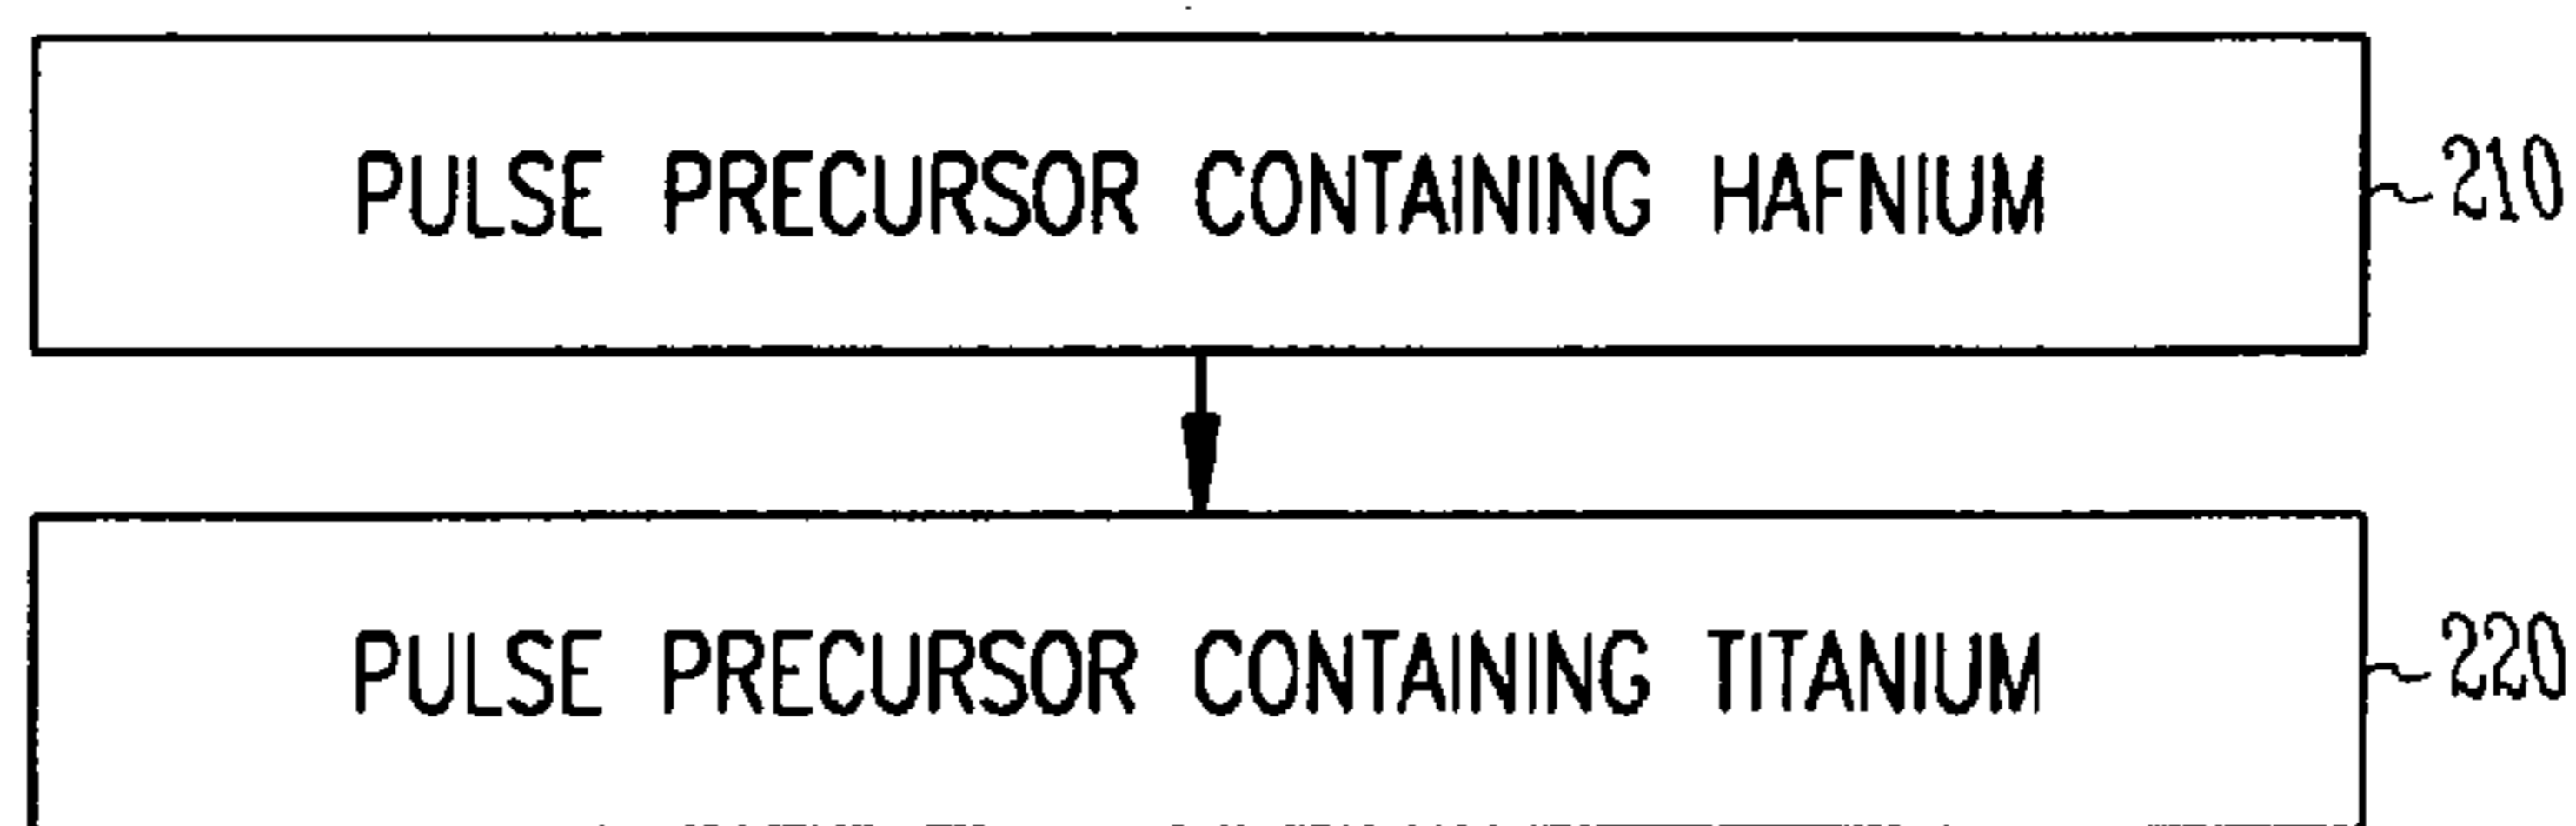 PULSE PRECURSOR CONTAINING HAFNIUM 210
PULSE PRECURSOR CONTAINING TITANIUM 220